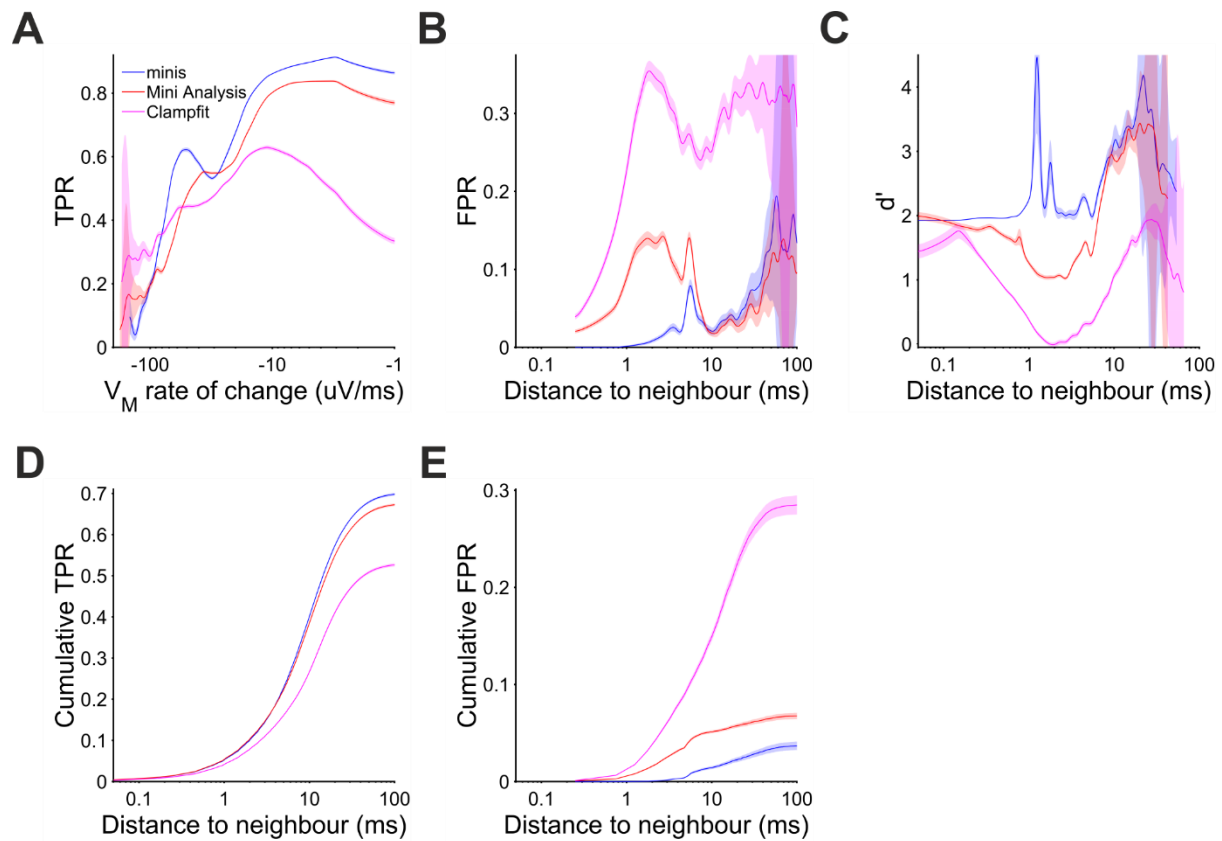 A
TPR
0.8
0.6
0.4
0.2
0
minis
Mini Analysis
Clampfit
-100
-10
-1
VM rate of change (uV/ms)
B
FPR
0.3
0.2
0.1
0
0.1
1
10
100
Distance to neighbour (ms)
C
d'
4
3
2
1
0
0.1
1
10
100
Distance to neighbour (ms)
D
Cumulative TPR
0.7
0.6
0.5
0.4
0.3
0.2
0.1
0
0.1
1
10
100
Distance to neighbour (ms)
E
Cumulative FPR
0.3
0.2
0.1
0
0.1
1
10
100
Distance to neighbour (ms)